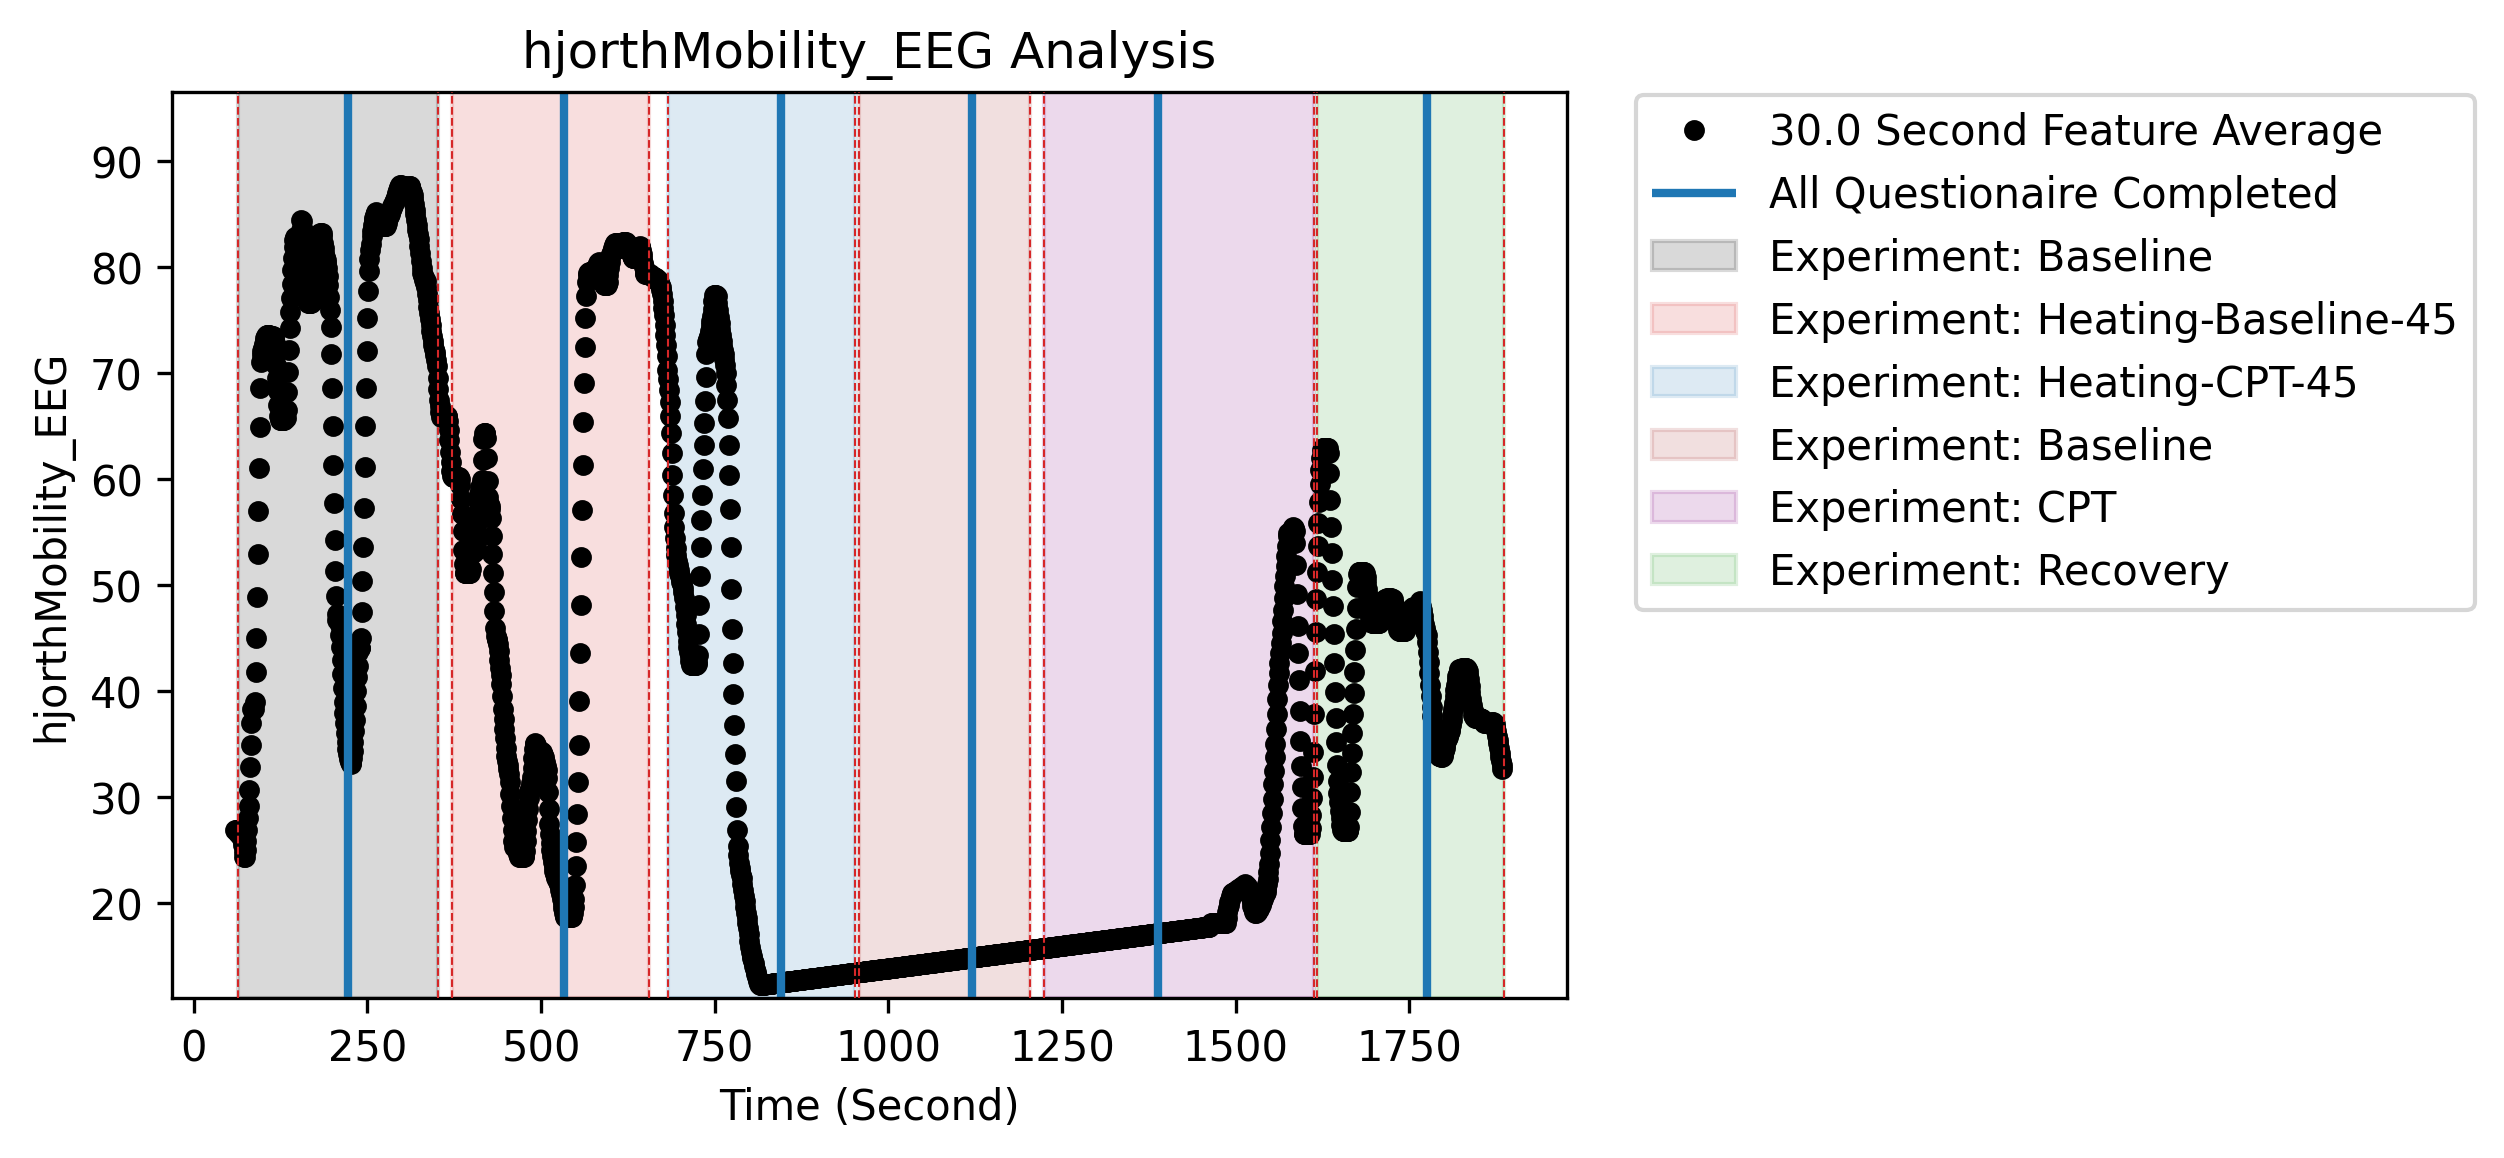 hjorthMobility_EEG Analysis
hjorthMobility_EEG
90
80
70
60
50
40
30
20
0
250
500
750
1000
1250
1500
1750
Time (Second)
30.0 Second Feature Average
All Questionaire Completed
Experiment: Baseline
Experiment: Heating-Baseline-45
Experiment: Heating-CPT-45
Experiment: Baseline
Experiment: CPT
Experiment: Recovery